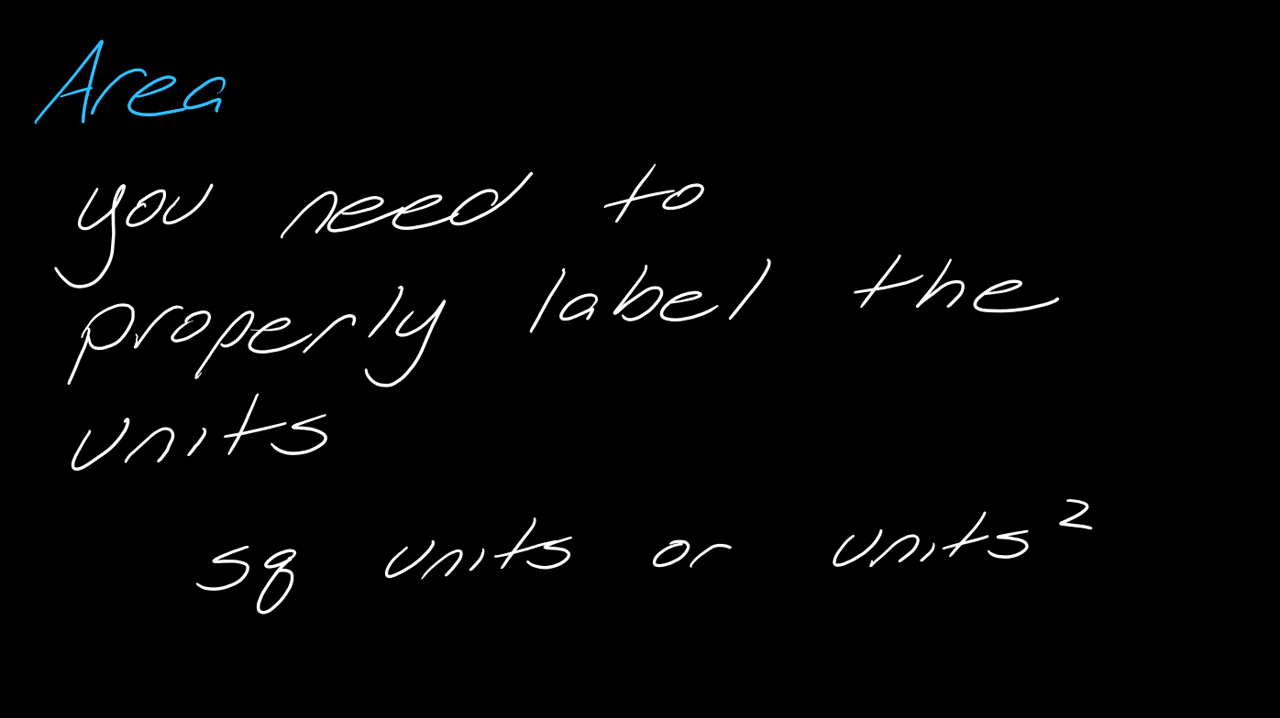 Area
you need to
properly label the
units
sq units or units²